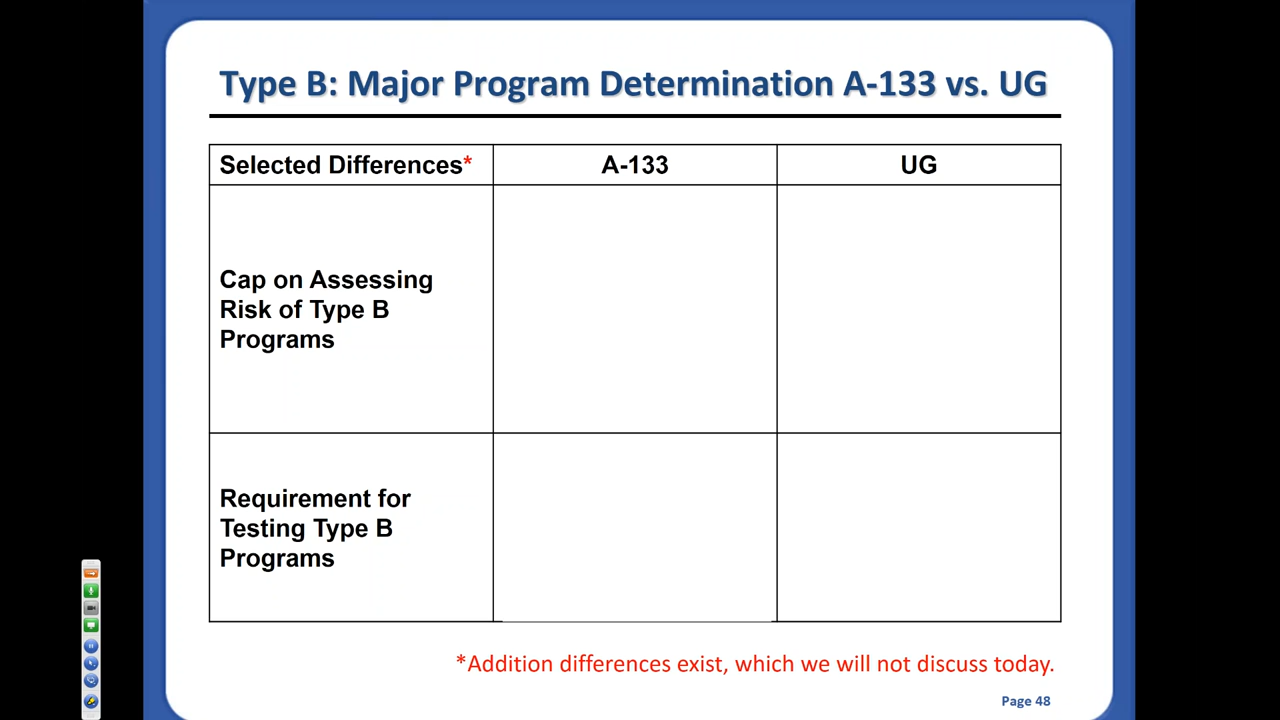 Type B: Major Program Determination A-133 vs. UG
Selected Differences*
A-133
UG
Cap on Assessing
Risk of Type B
Programs
Requirement for
Testing Type B
Programs
*Addition differences exist, which we will not discuss today.
Page 48